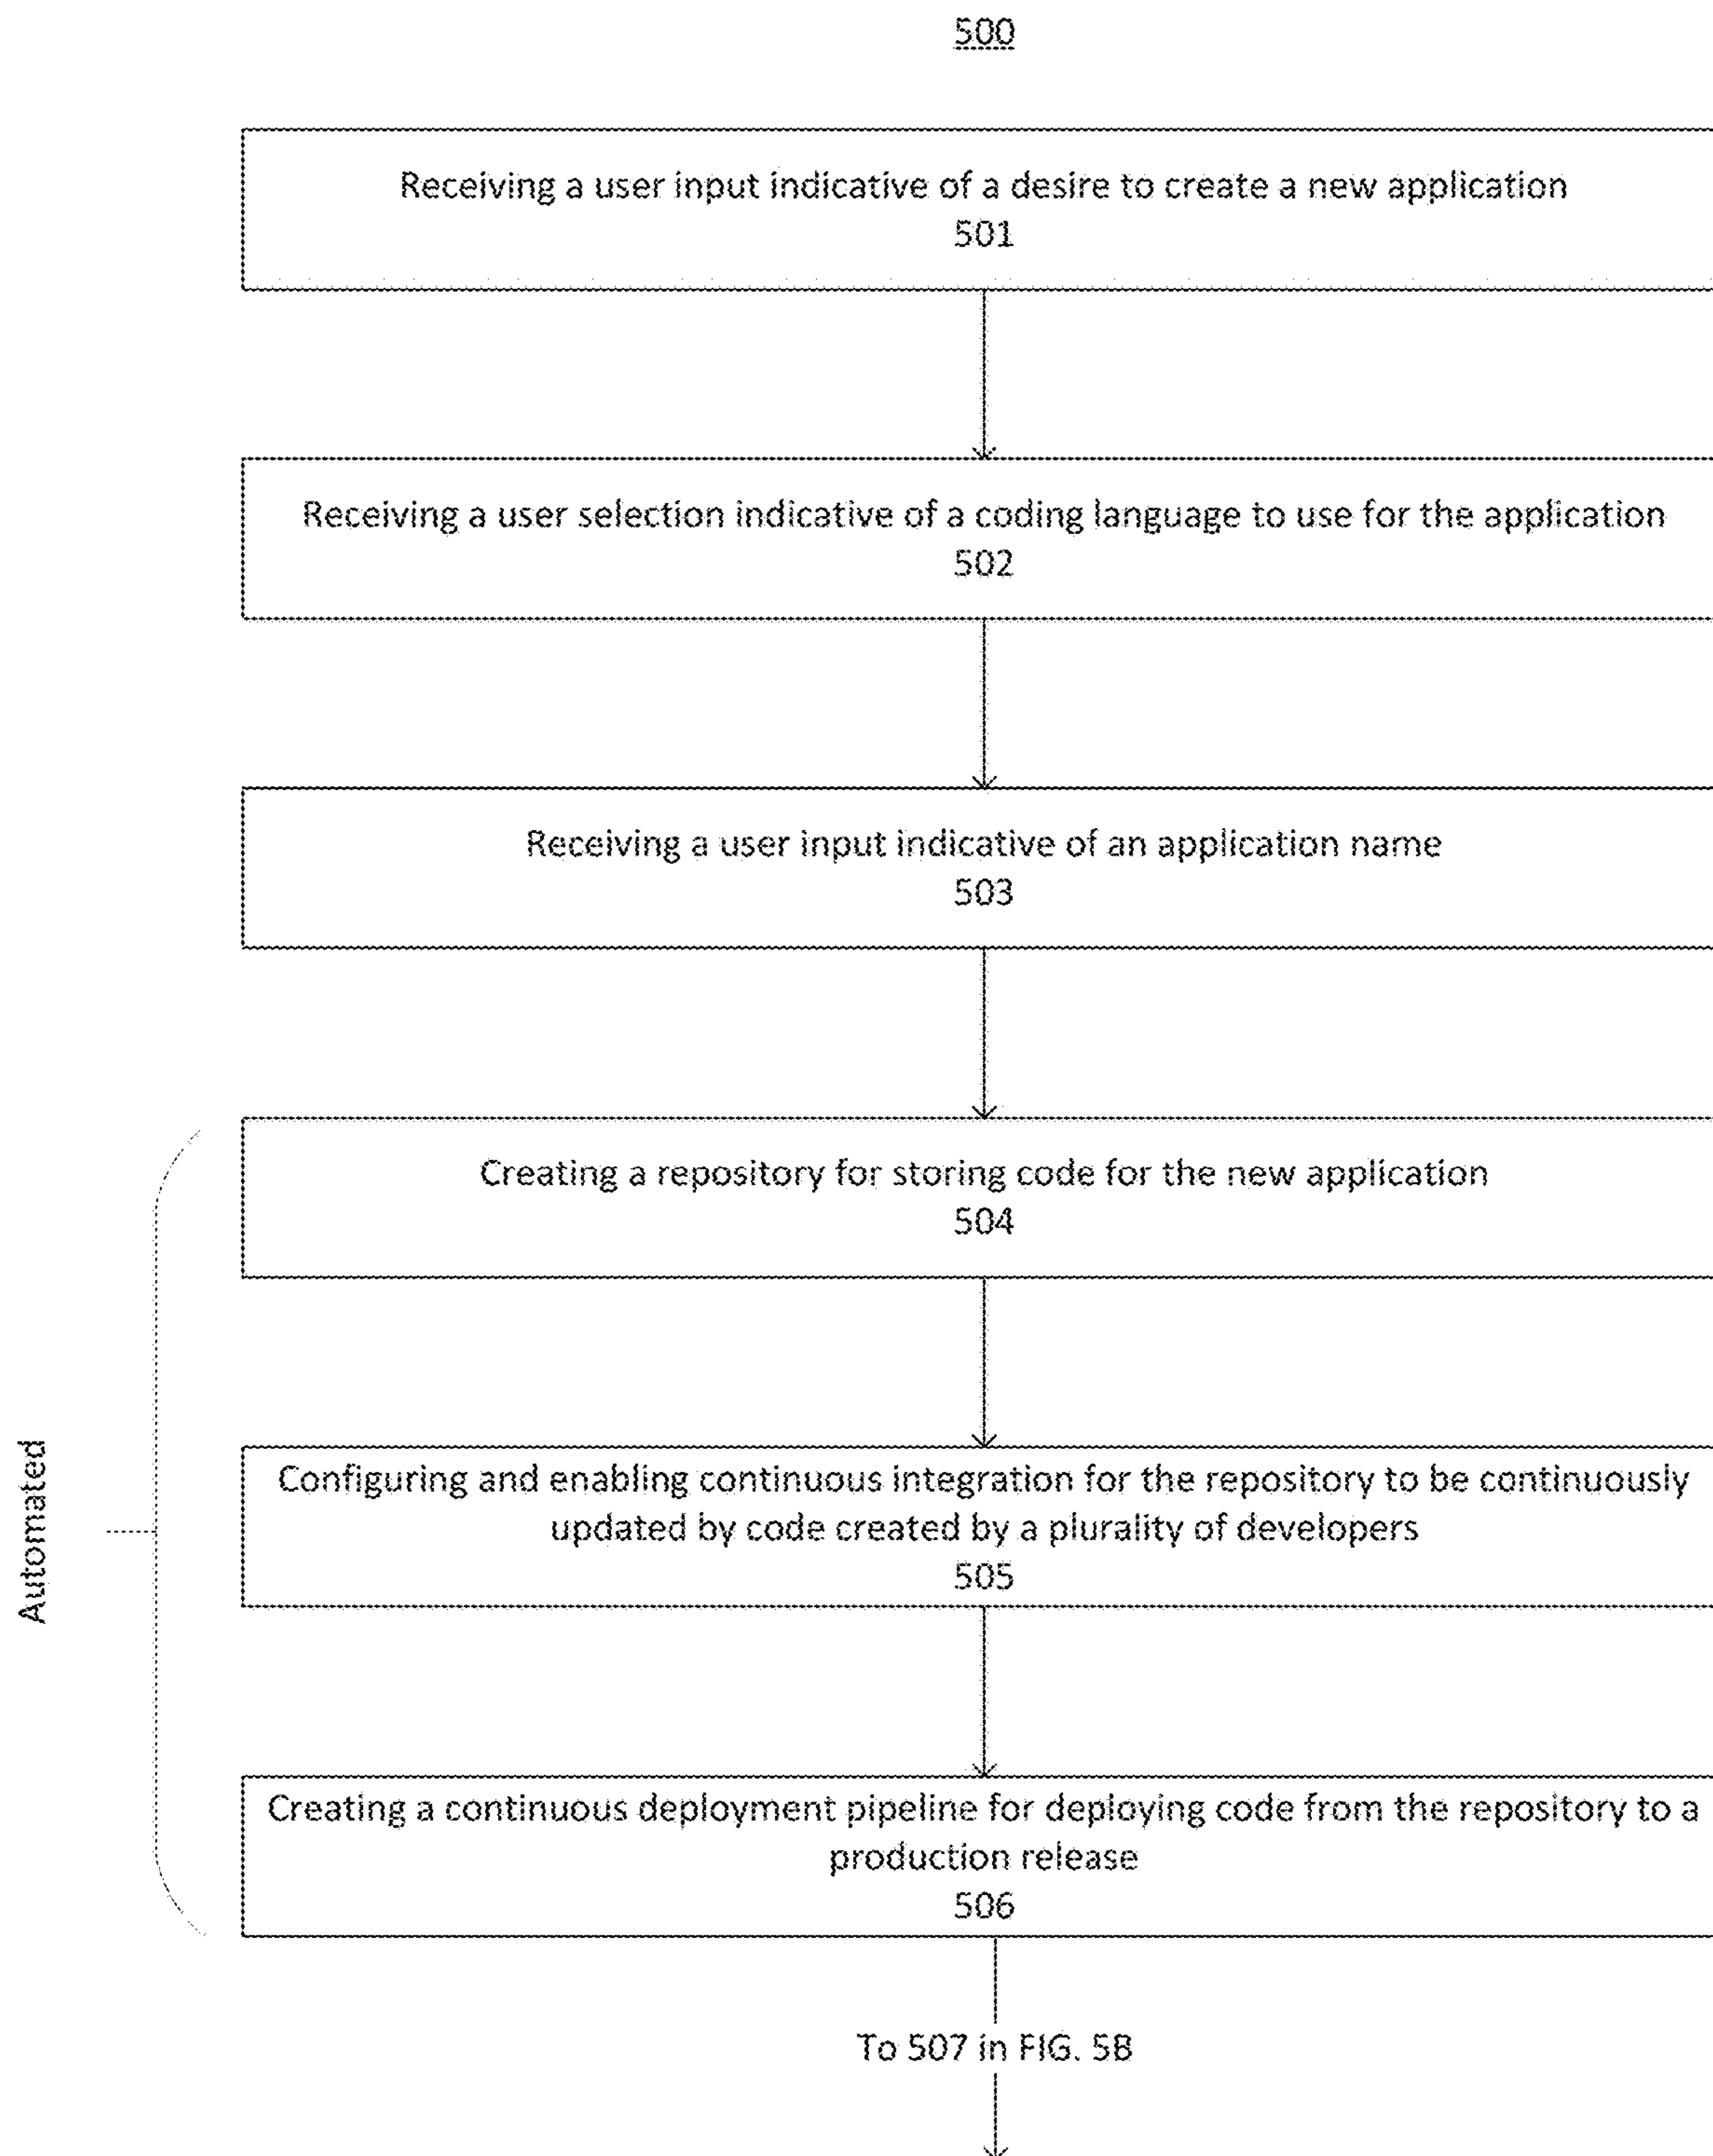 500
Receiving a user input indicative of a desire to create a new application
501
Receiving a user selection indicative of a coding language to use for the application
502
Receiving a user input indicative of an application name
503
Creating a repository for storing code for the new application
504
Automated
Configuring and enabling continuous integration for the repository to be continuously
updated by code created by a plurality of developers
505
Creating a continuous deployment pipeline for deploying code from the repository to a
production release
506
To 507 in FIG. 5B